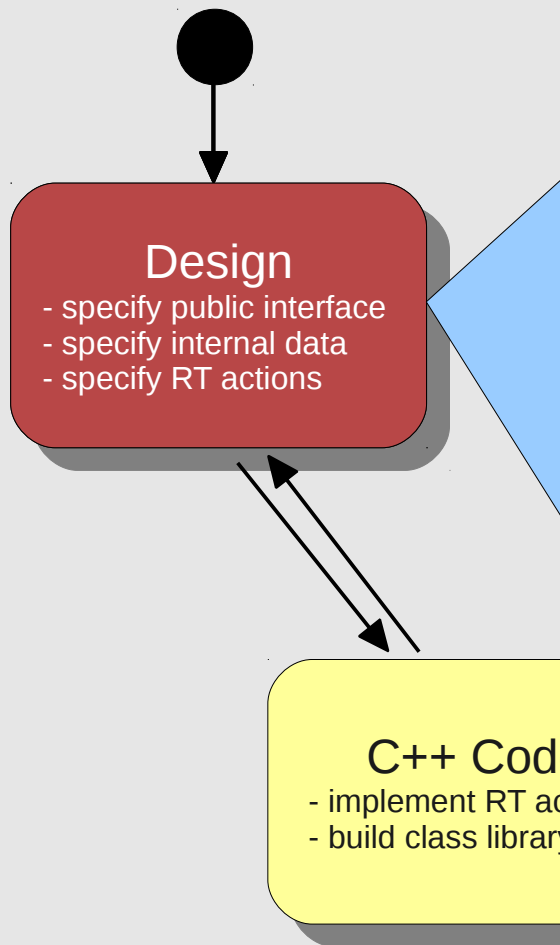 Design
- specify public interface
- specify internal data
- specify RT actions
C++ Cod
- implement RT ac
- build class library